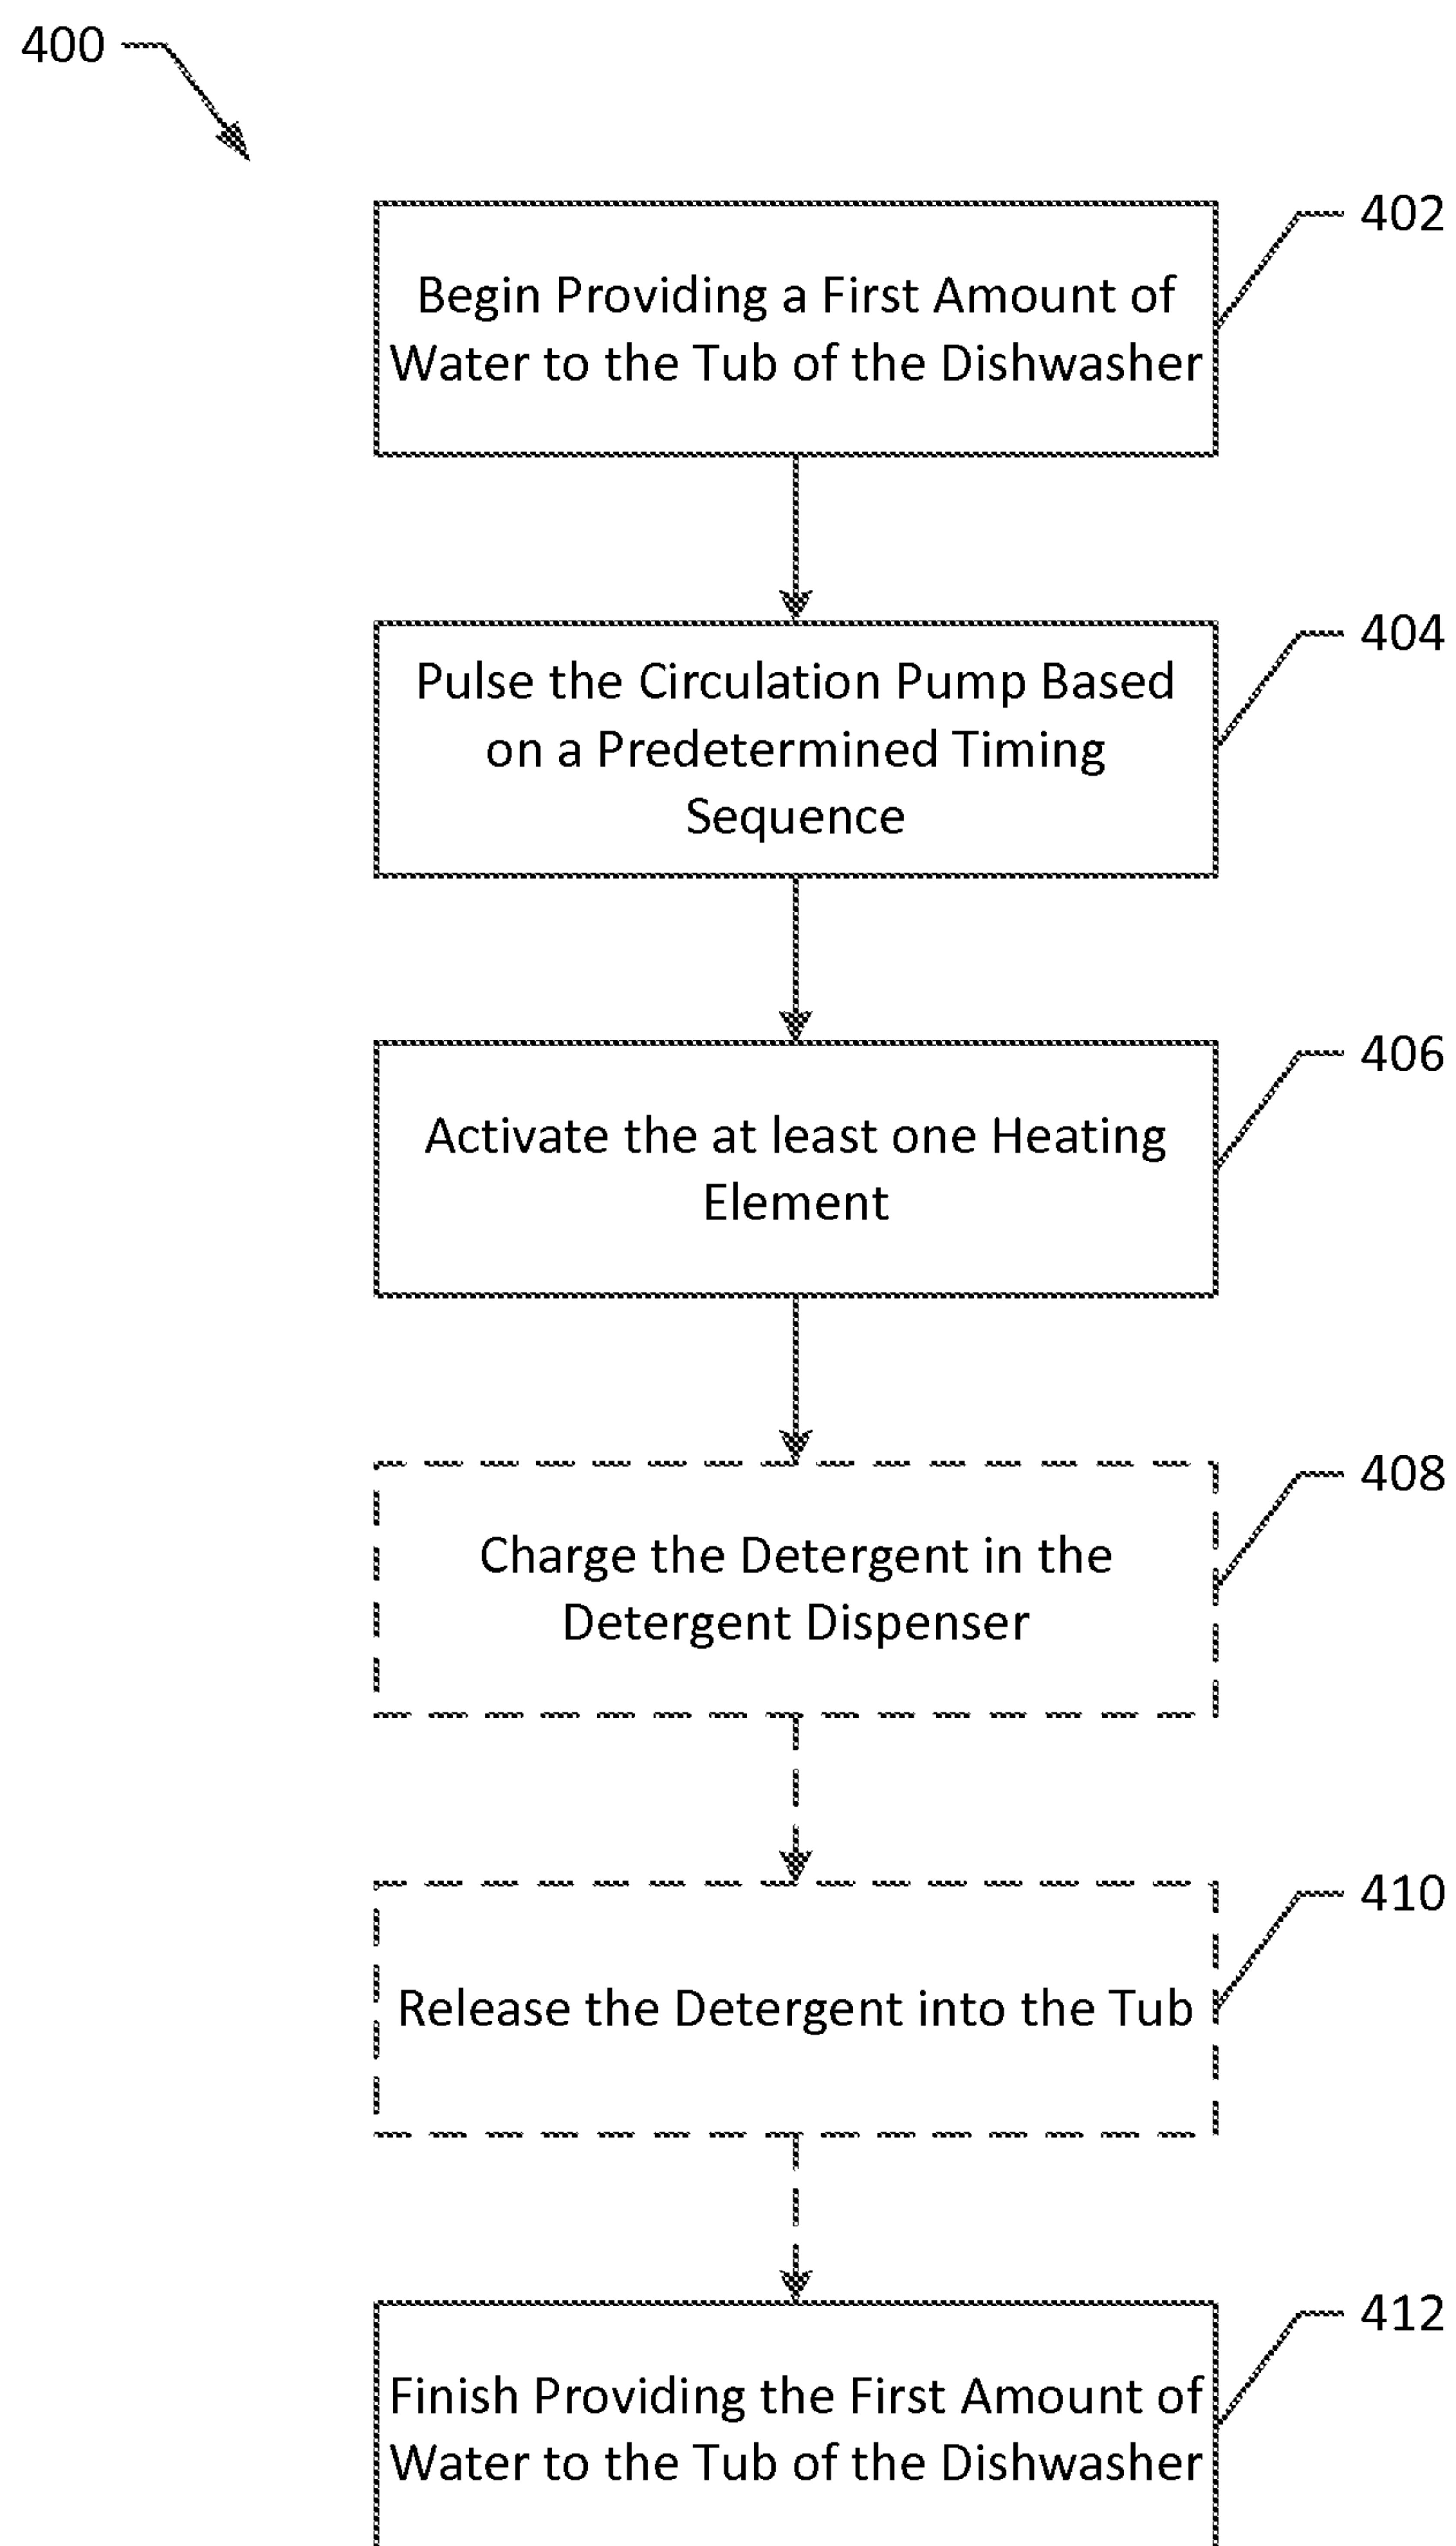 400
402
Begin Providing a First Amount of
Water to the Tub of the Dishwasher
404
Pulse the Circulation Pump Based
on a Predetermined Timing
Sequence
406
Activate the at least one Heating
Element
408
Charge the Detergent in the
Detergent Dispenser
410
Release the Detergent into the Tub
412
Finish Providing the First Amount of
Water to the Tub of the Dishwasher